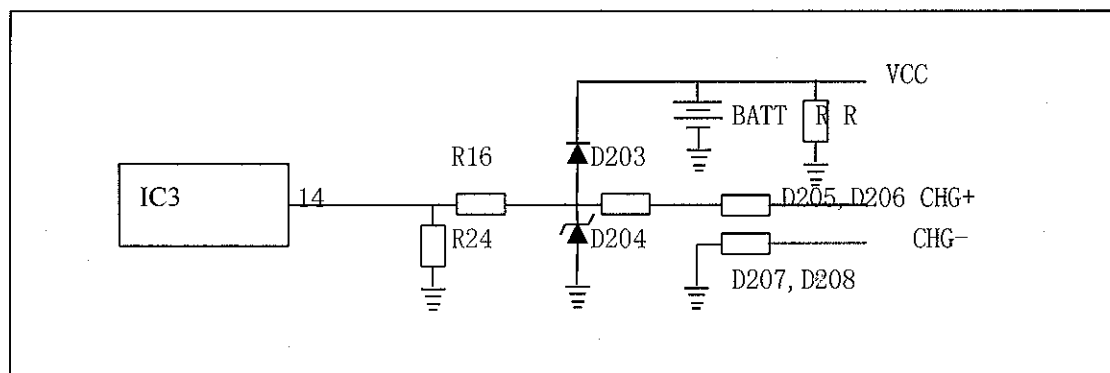 VCC
BATT R R
R16 D203
IC3 14 D205, D206 CHG+
R24 D204 CHG-
D207, D208